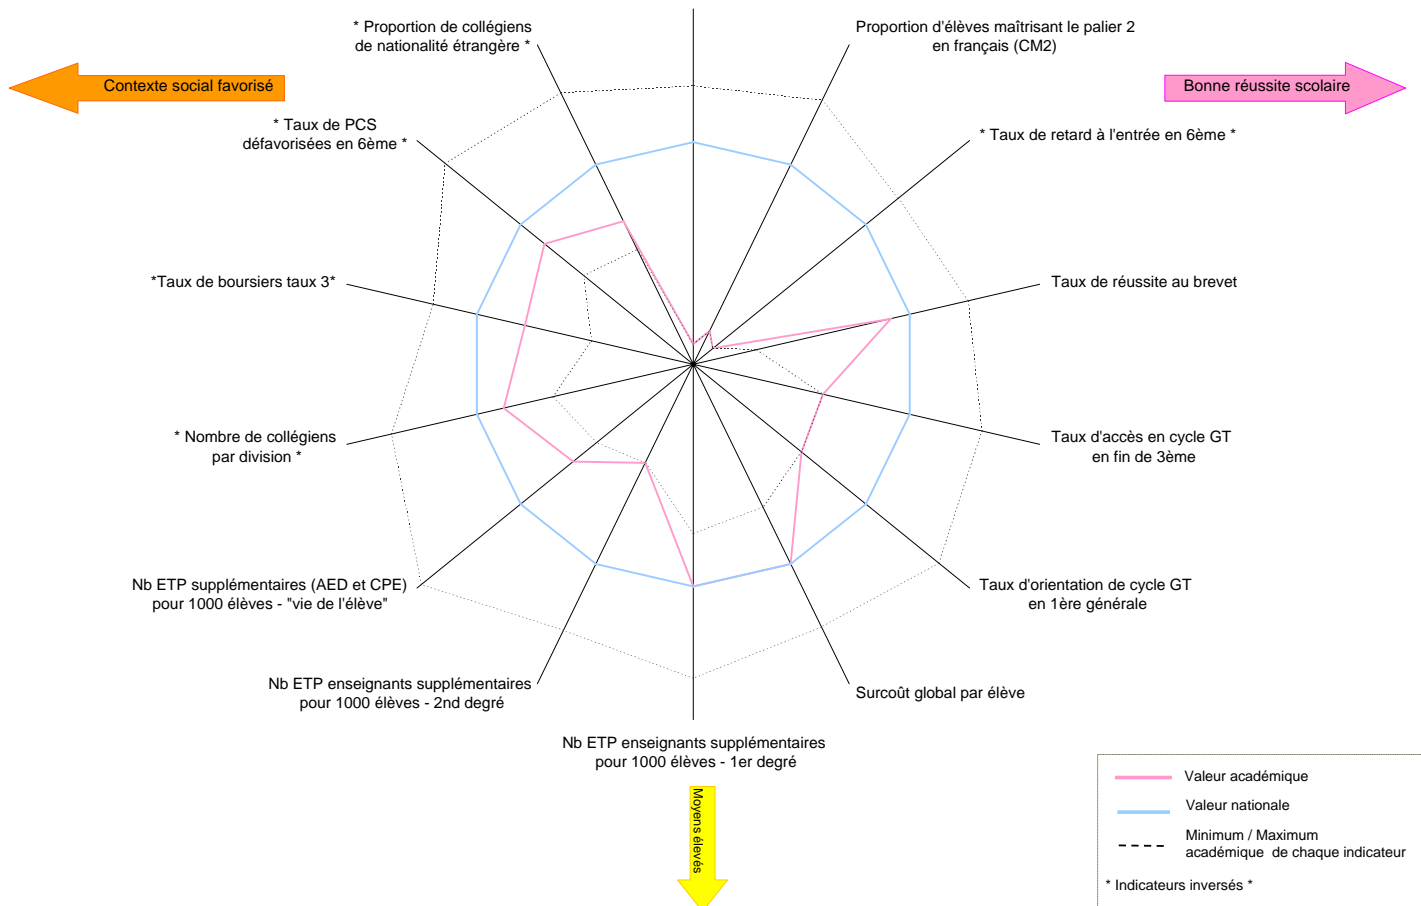 * Proportion de collégiens
de nationalité étrangère *
Proportion d'élèves maîtrisant le palier 2
en français (CM2)
Contexte social favorisé
Bonne réussite scolaire
* Taux de PCS
défavorisées en 6ème *
* Taux de retard à l'entrée en 6ème *
*Taux de boursiers taux 3*
Taux de réussite au brevet
* Nombre de collégiens
par division *
Taux d'accès en cycle GT
en fin de 3ème
Nb ETP supplémentaires (AED et CPE)
pour 1000 élèves - "vie de l'élève"
Taux d'orientation de cycle GT
en 1ère générale
Nb ETP enseignants supplémentaires
pour 1000 élèves - 2nd degré
Surcoût global par élève
Nb ETP enseignants supplémentaires
pour 1000 élèves - 1er degré
Moyens élevés
Valeur académique
Valeur nationale
Minimum / Maximum
académique de chaque indicateur
* Indicateurs inversés *